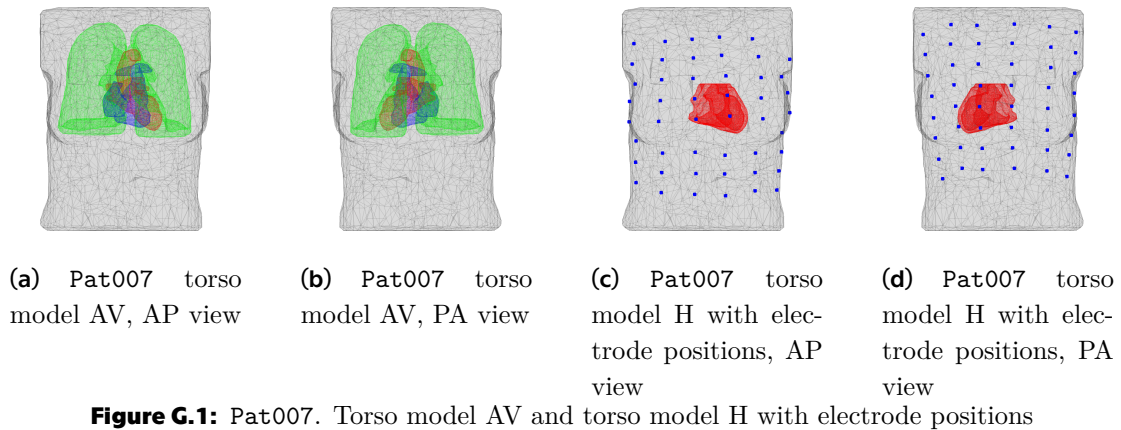 (a) Pat007 torso
model AV, AP view
(b) Pat007 torso
model AV, PA view
(c) Pat007 torso
model H with elec-
trode positions, AP
view
(d) Pat007 torso
model H with elec-
trode positions, PA
view
Figure G.1: Pat007. Torso model AV and torso model H with electrode positions